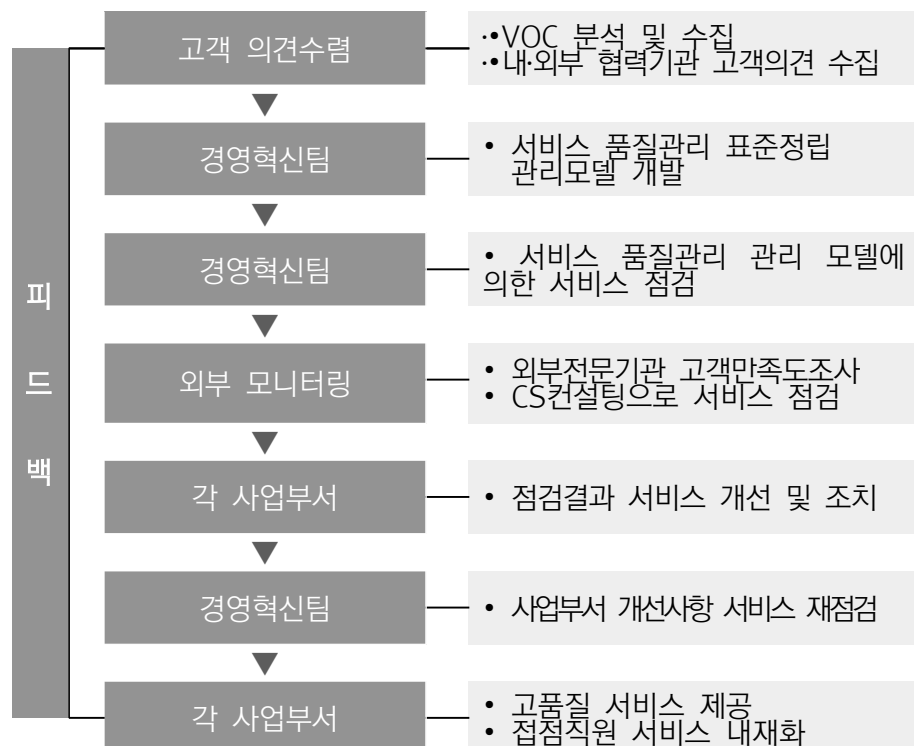 피
드
백
고객 의견수렴
·•VOC 분석 및 수집
·•내·외부 협력기관 고객의견 수집
경영혁신팀
• 서비스 품질관리 표준정립
관리모델 개발
경영혁신팀
• 서비스 품질관리 관리 모델에
의한 서비스 점검
외부 모니터링
• 외부전문기관 고객만족도조사
• CS컨설팅으로 서비스 점검
각 사업부서
• 점검결과 서비스 개선 및 조치
경영혁신팀
• 사업부서 개선사항 서비스 재점검
각 사업부서
• 고품질 서비스 제공
• 접점직원 서비스 내재화